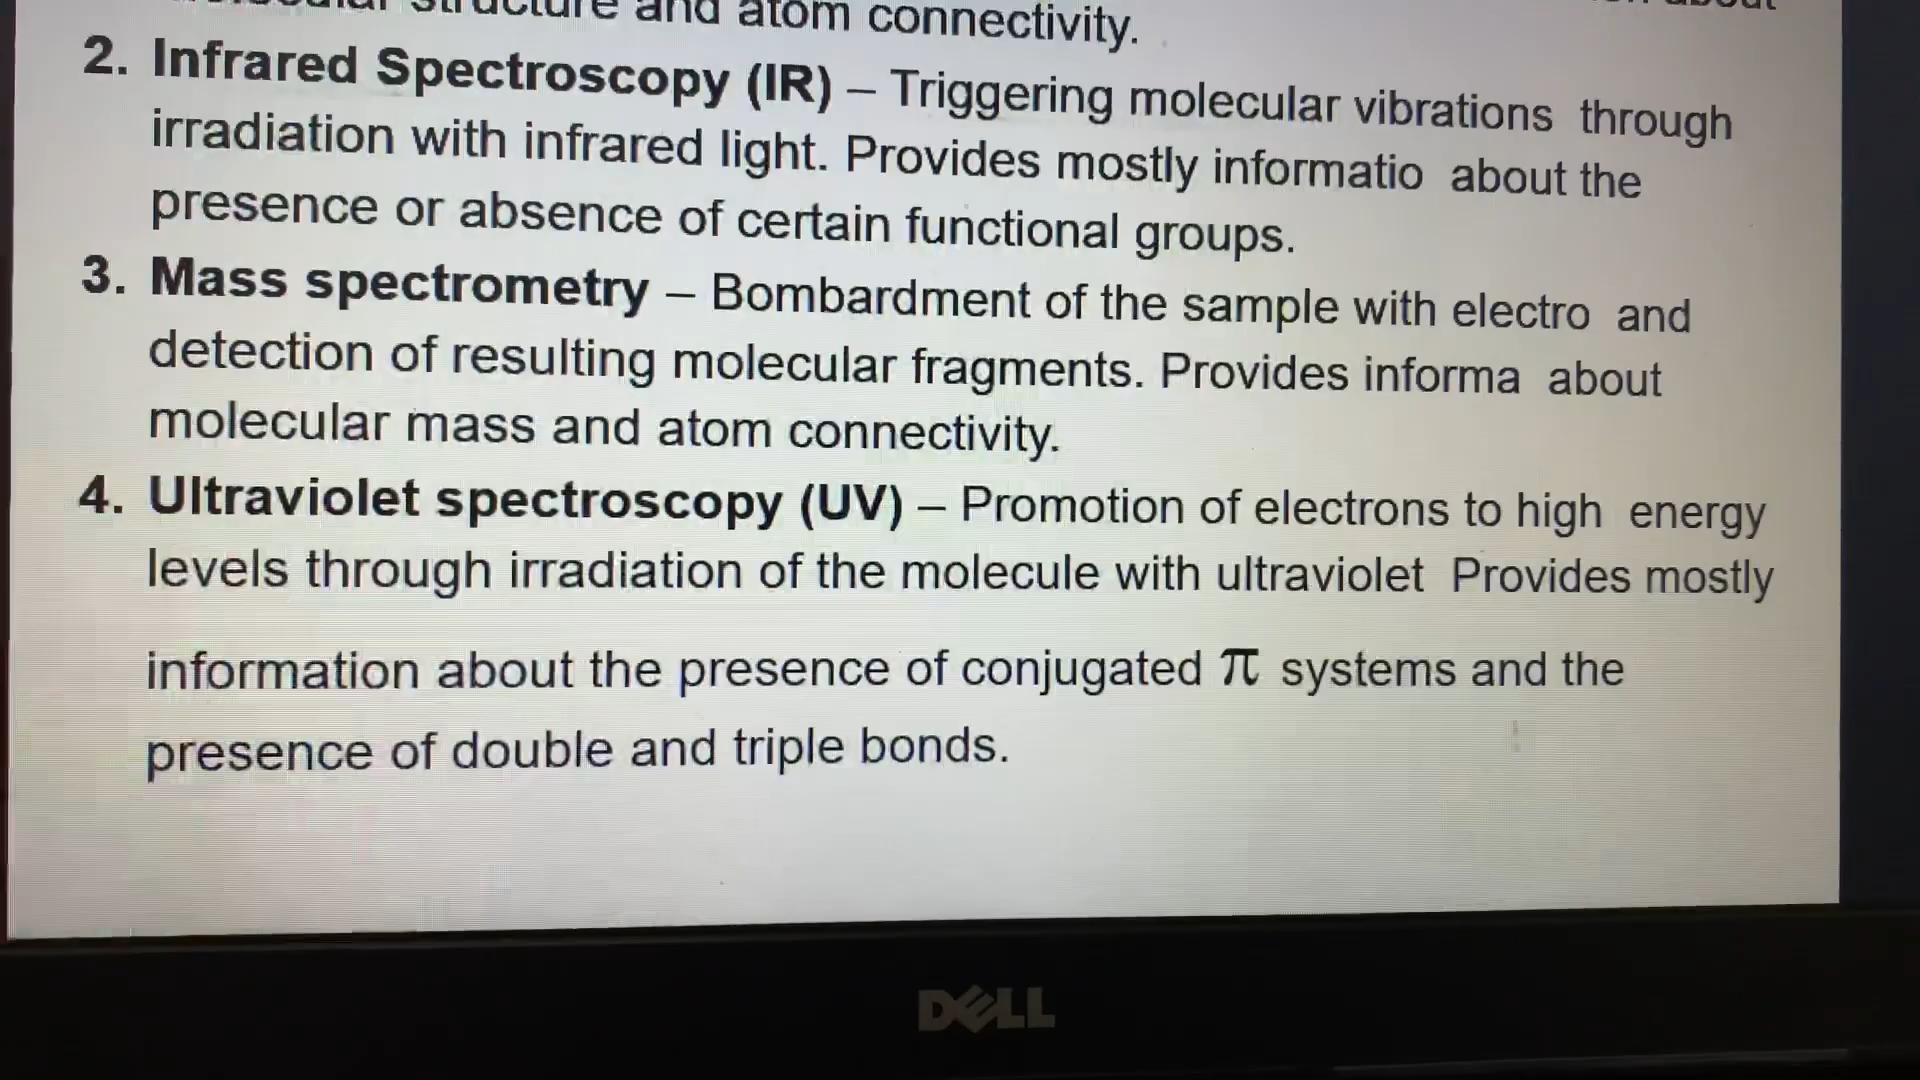 structure and atom connectivity.
2. Infrared Spectroscopy (IR) – Triggering molecular vibrations through
irradiation with infrared light. Provides mostly informatio about the
presence or absence of certain functional groups.
3. Mass spectrometry – Bombardment of the sample with electro and
detection of resulting molecular fragments. Provides informa about
molecular mass and atom connectivity.
4. Ultraviolet spectroscopy (UV) – Promotion of electrons to high energy
levels through irradiation of the molecule with ultraviolet Provides mostly
information about the presence of conjugated π systems and the
presence of double and triple bonds.
DELL